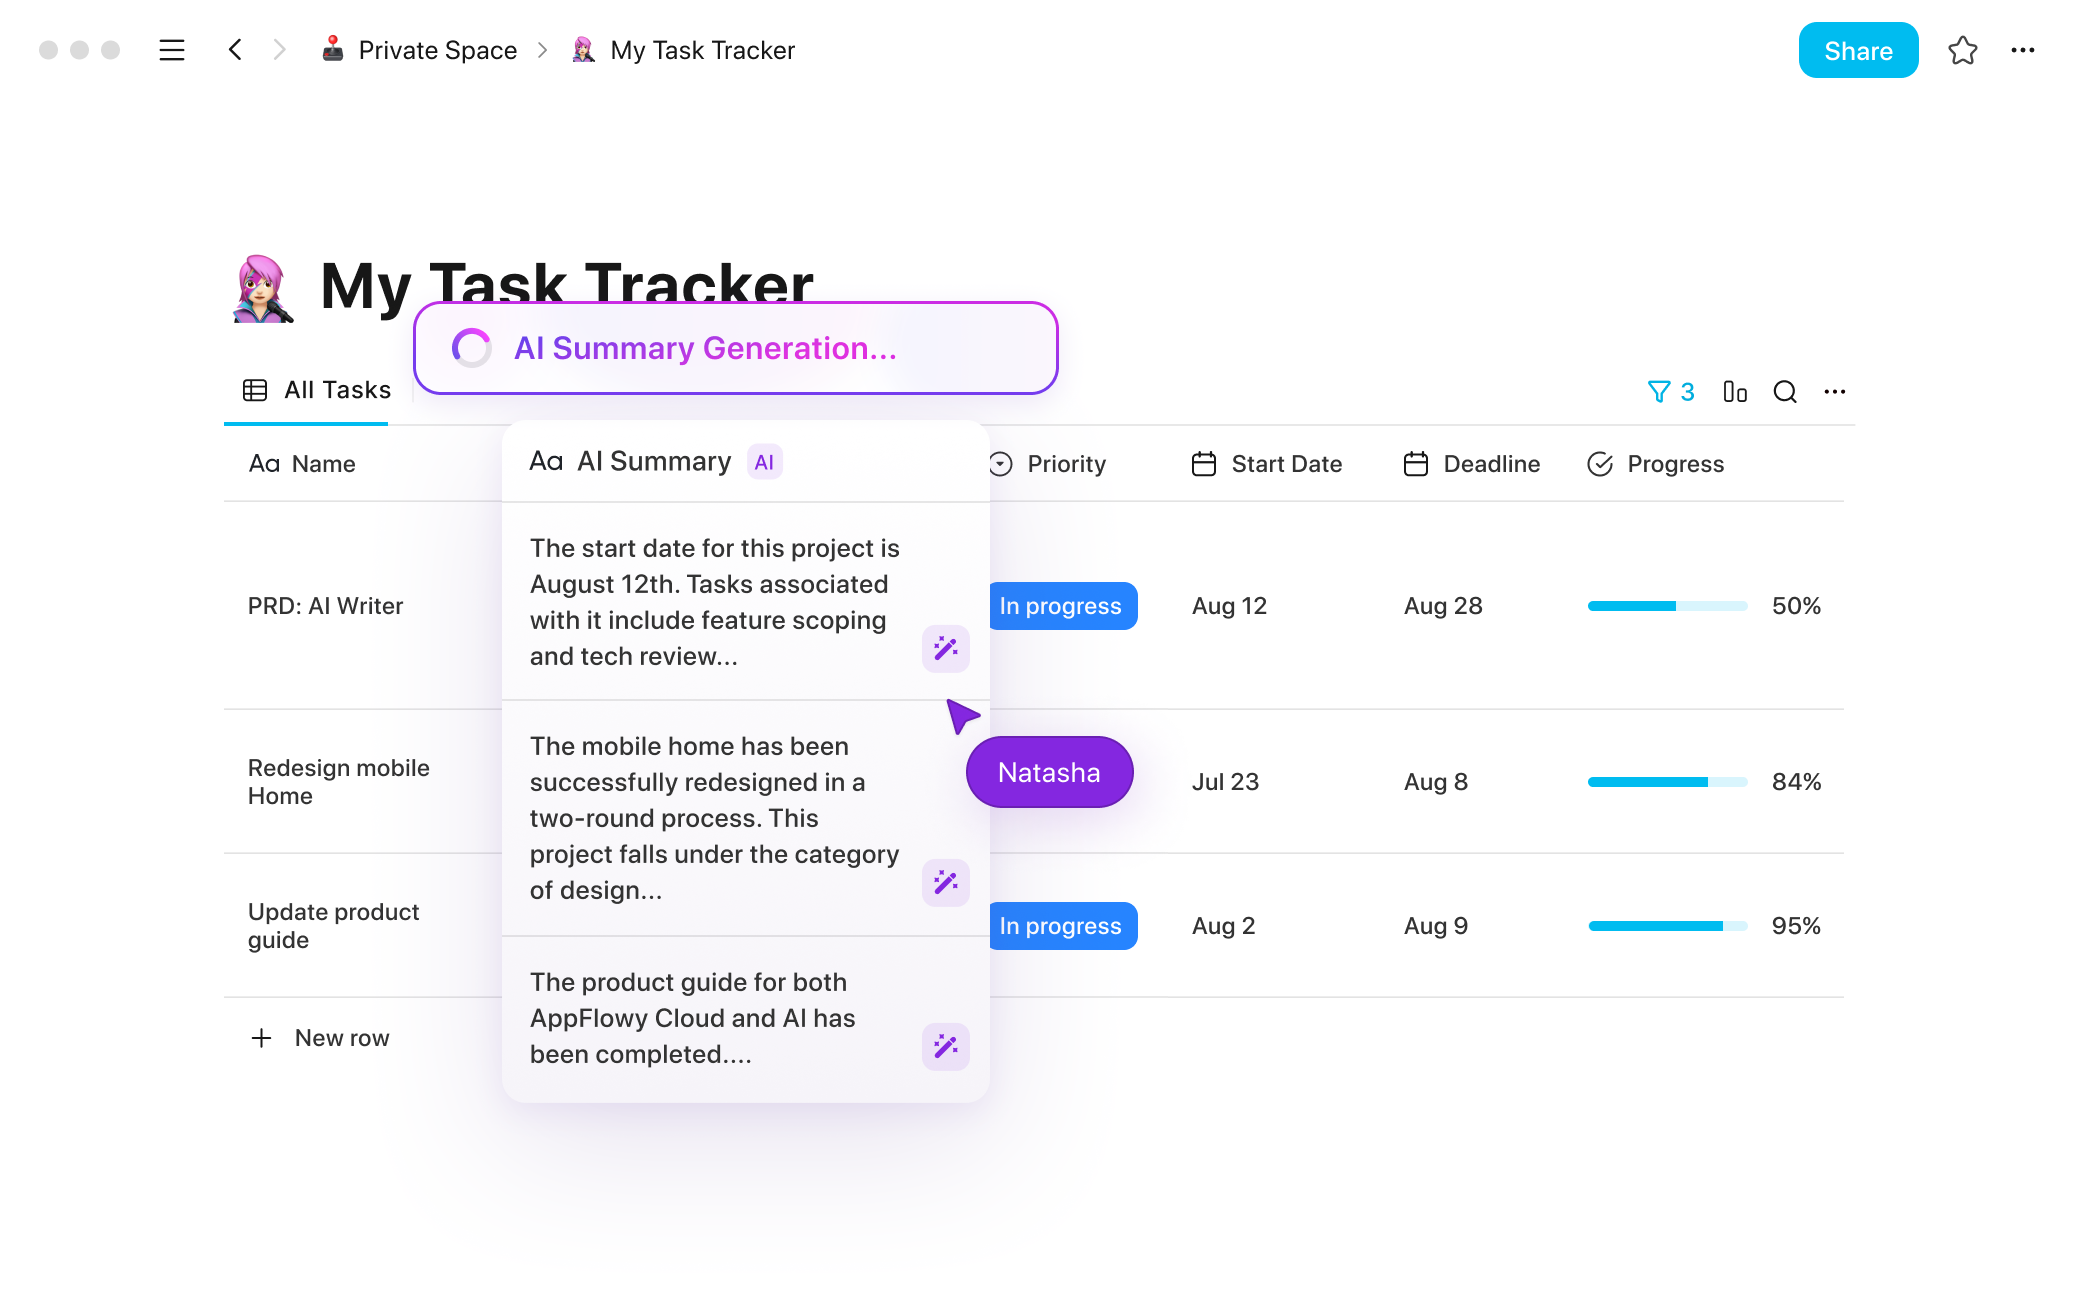 Private Space
My Task Tracker
Share
My Task Tracker
AI Summary Generation...
All Tasks
3
Aa Name
Aa AI Summary AI
Priority
Start Date
Deadline
Progress
PRD: AI Writer
The start date for this project is
August 12th. Tasks associated
with it include feature scoping
and tech review...
In progress
Aug 12
Aug 28
50%
Redesign mobile
Home
The mobile home has been
successfully redesigned in a
two-round process. This
project falls under the category
of design...
Natasha
Jul 23
Aug 8
84%
Update product
guide
The product guide for both
AppFlowy Cloud and AI has
been completed....
In progress
Aug 2
Aug 9
95%
New row